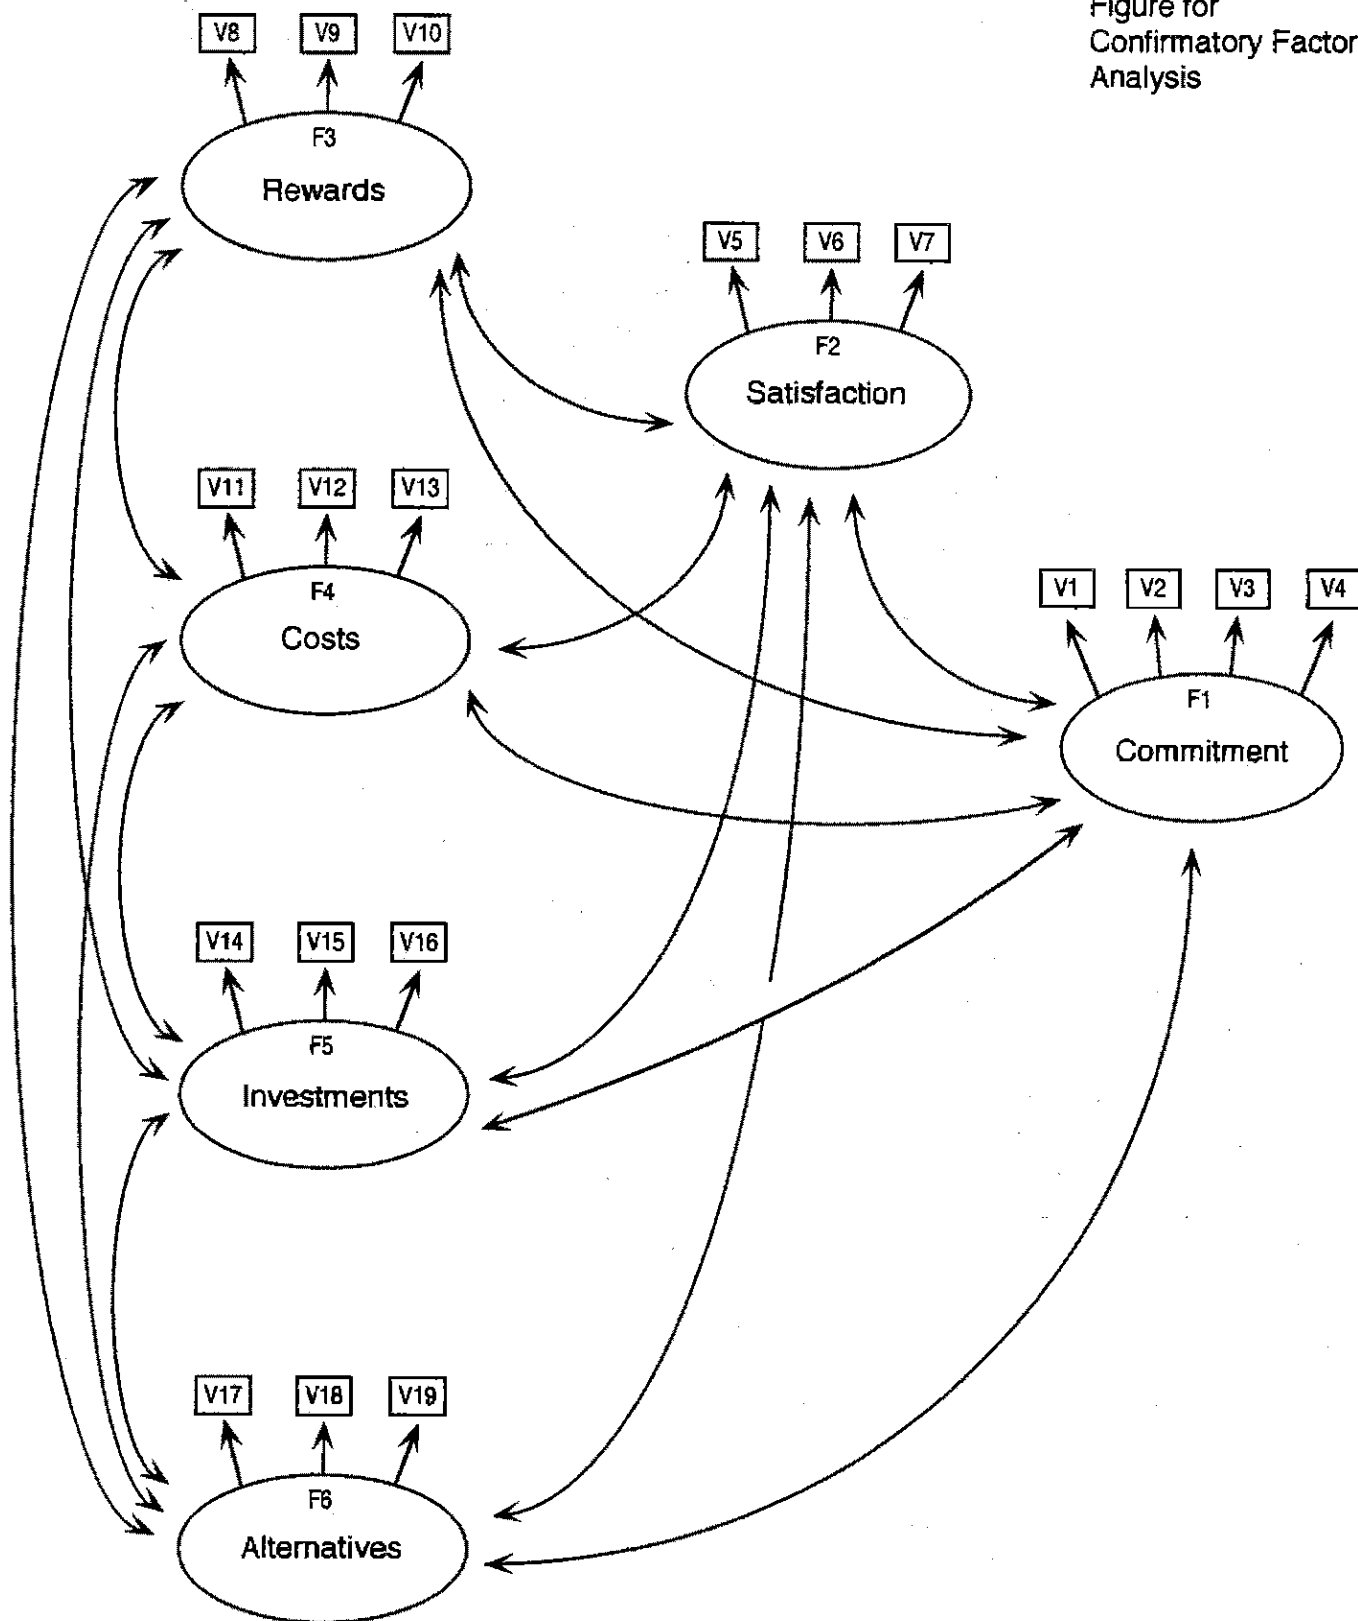 Figure for
Confirmatory Factor
Analysis
V8 V9 V10
F3
Rewards
V5 V6 V7
F2
Satisfaction
V11 V12 V13
F4
Costs
V1 V2 V3 V4
F1
Commitment
V14 V15 V16
F5
Investments
V17 V18 V19
F6
Alternatives